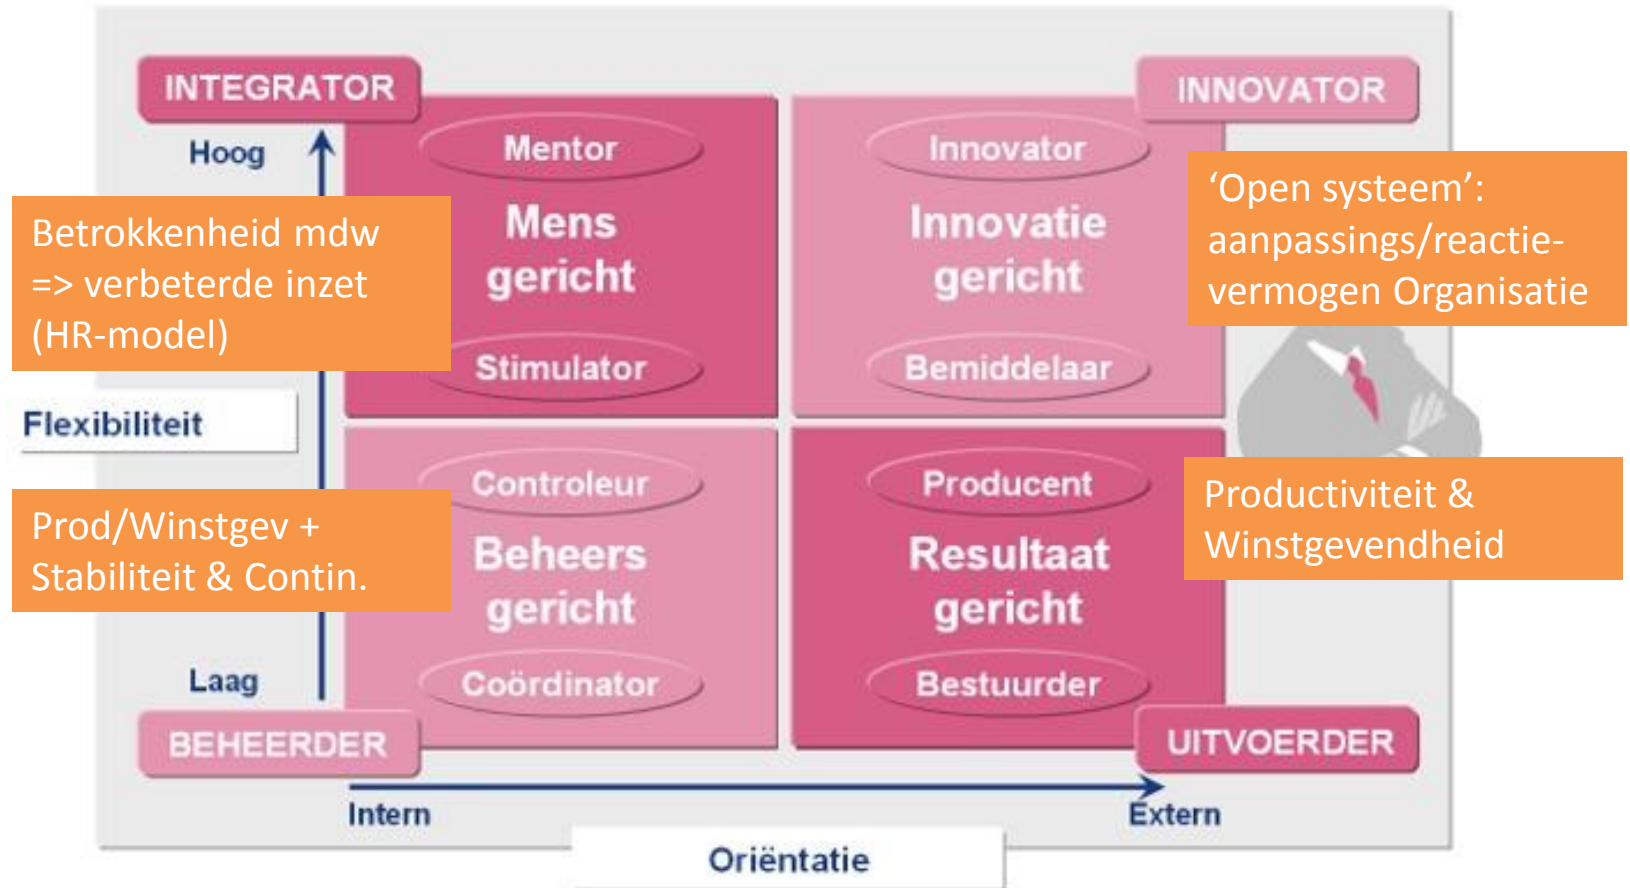 INTEGRATOR
INNOVATOR
Hoog
Mentor
Innovator
Betrokkenheid mdw
=> verbeterde inzet
(HR-model)
Mens
gericht
Innovatie
gericht
‘Open systeem’:
aanpassings/reactie-
vermogen Organisatie
Stimulator
Bemiddelaar
Flexibiliteit
Controleur
Producent
Prod/Winstgev +
Stabiliteit & Contin.
Beheers
gericht
Resultaat
gericht
Productiviteit &
Winstgevendheid
Laag
Coördinator
Bestuurder
BEHEERDER
UITVOERDER
Intern
Extern
Oriëntatie